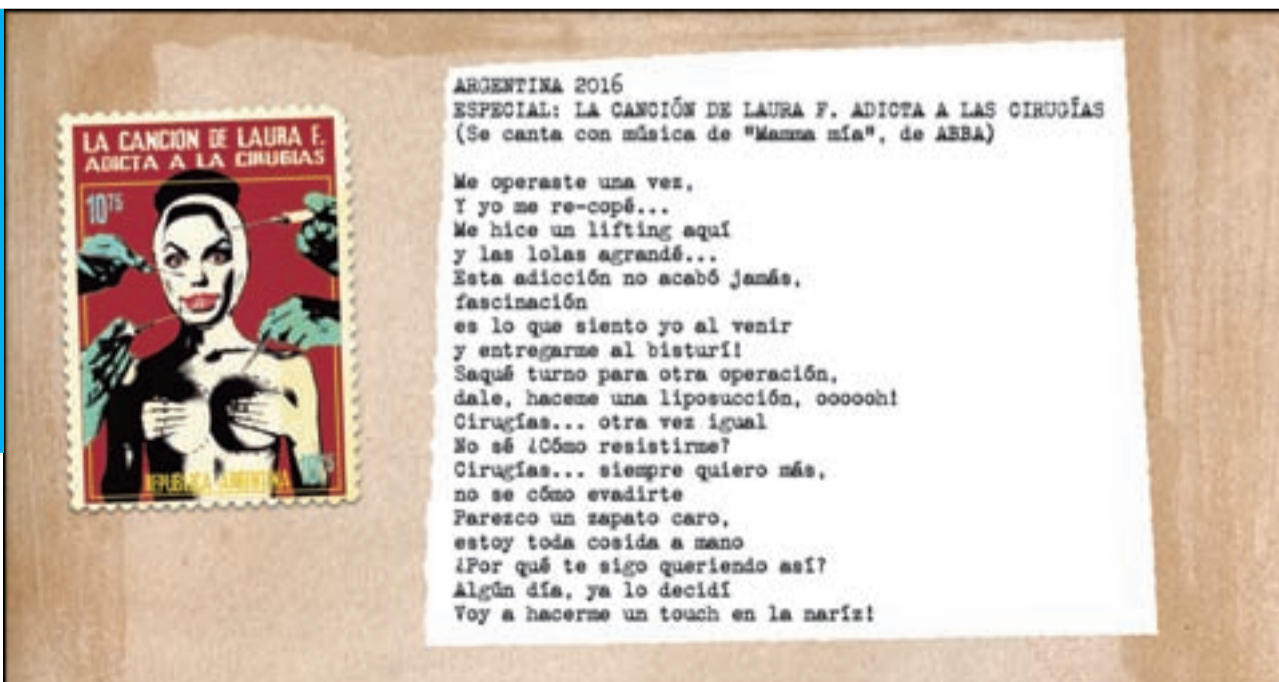 LA CANCION DE LAURA F.
ADICTA A LA CIRUGIAS
10 75
REPUBLICA ARGENTINA
10 75
ARGENTINA 2016
ESPECIAL: LA CANCIÓN DE LAURA F. ADICTA A LAS CIRUGÍAS
(Se canta con música de "Mamma mía", de ABBA)
Me operaste una vez,
Y yo me re-copé...
Me hice un lifting aquí
y las lolas agrandé...
Esta adicción no acabó jamás,
fascinación
es lo que siento yo al venir
y entregarme al bisturí!
Saqué turno para otra operación,
dale, haceme una liposucción, oooooh!
Cirugías... otra vez igual
No sé ¿Cómo resistirme?
Cirugías... siempre quiero más,
no se cómo evadirte
Parezco un zapato caro,
estoy toda cosida a mano
¿Por qué te sigo queriendo así?
Algún día, ya lo decidí
Voy a hacerme un touch en la naríz!